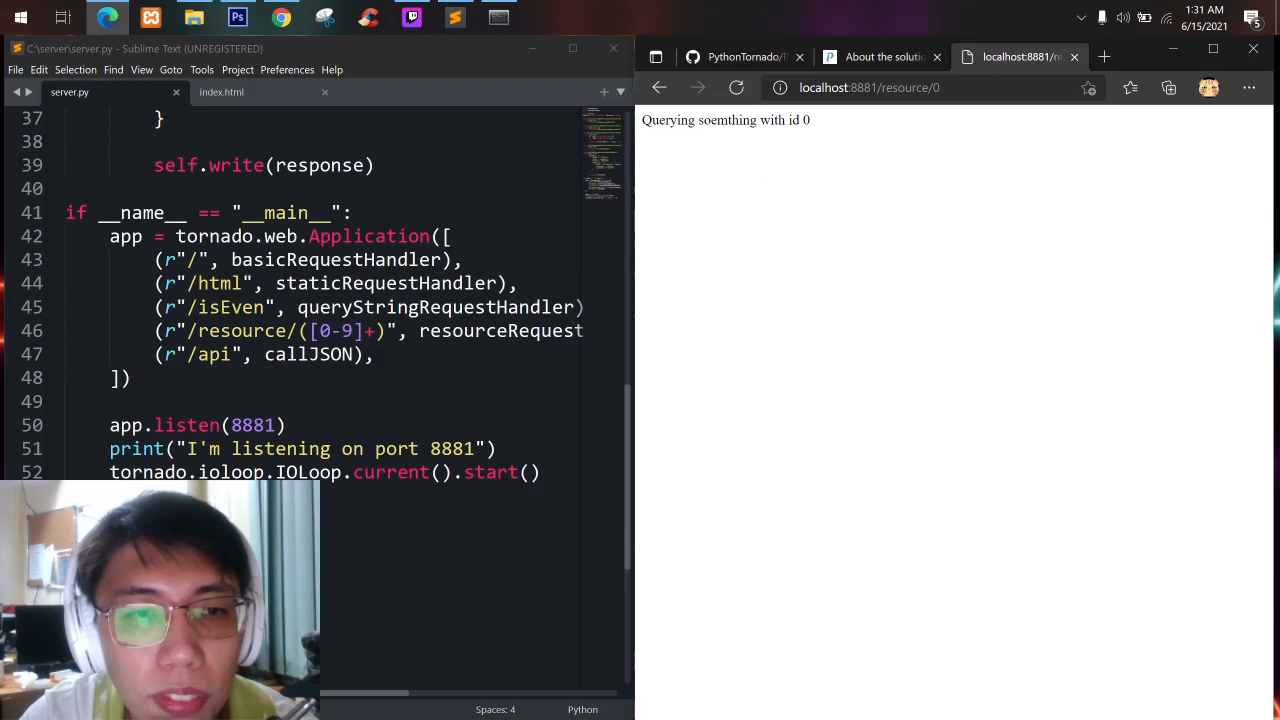 1:31 AM
6/15/2021
5
C:\server\server.py - Sublime Text (UNREGISTERED)
File Edit Selection Find View Goto Tools Project Preferences Help
server.py
index.html
37 }
38
39 self.write(response)
40
41 if __name__ == "__main__":
42 app = tornado.web.Application([
43 (r"/", basicRequestHandler),
44 (r"/html", staticRequestHandler),
45 (r"/isEven", queryStringRequestHandler)
46 (r"/resource/([0-9]+)", resourceRequest
47 (r"/api", callJSON),
48 ])
49
50 app.listen(8881)
51 print("I'm listening on port 8881")
52 tornado.ioloop.IOLoop.current().start()
Spaces: 4
Python
PythonTornado/
About the solutio
localhost:8881/re
localhost:8881/resource/0
Querying soemthing with id 0